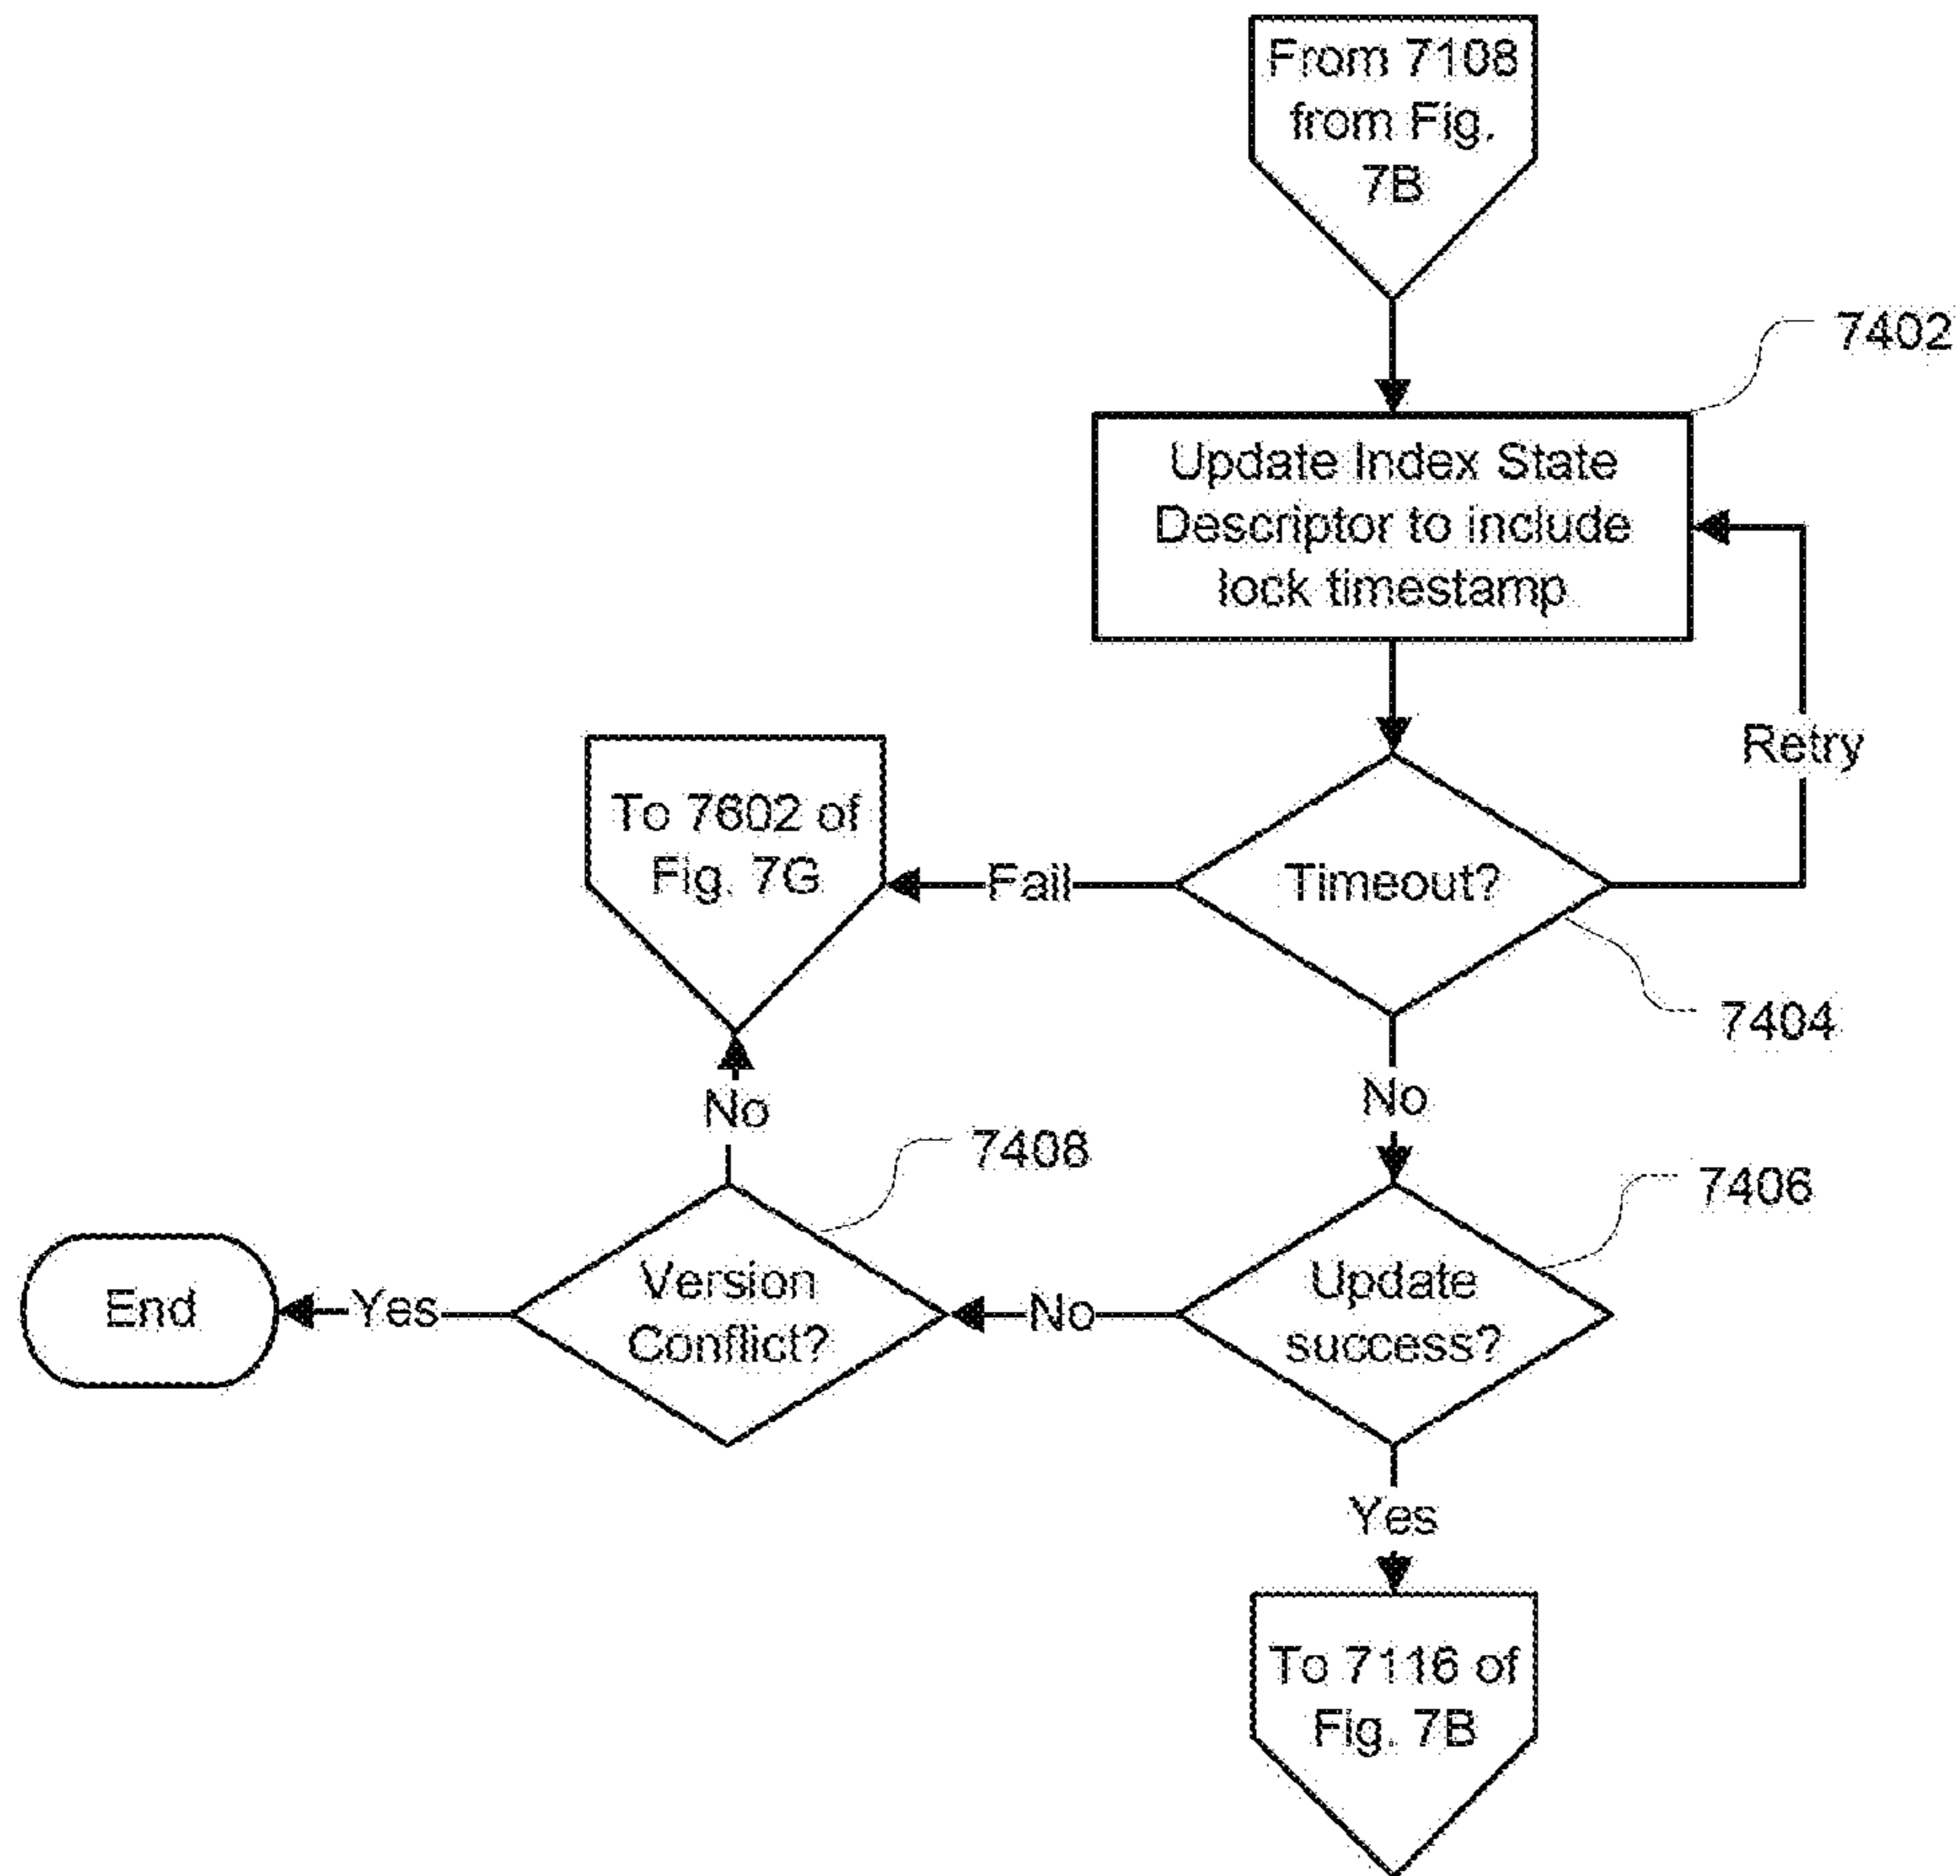 From 7108
from Fig.
7B
7402
Update Index State
Descriptor to include
lock timestamp
Retry
To 7602 of
Fig. 7G
Fail
Timeout?
7404
No
No
7408
7406
End
Yes
Version
Conflict?
No
Update
success?
Yes
To 7116 of
Fig. 7B